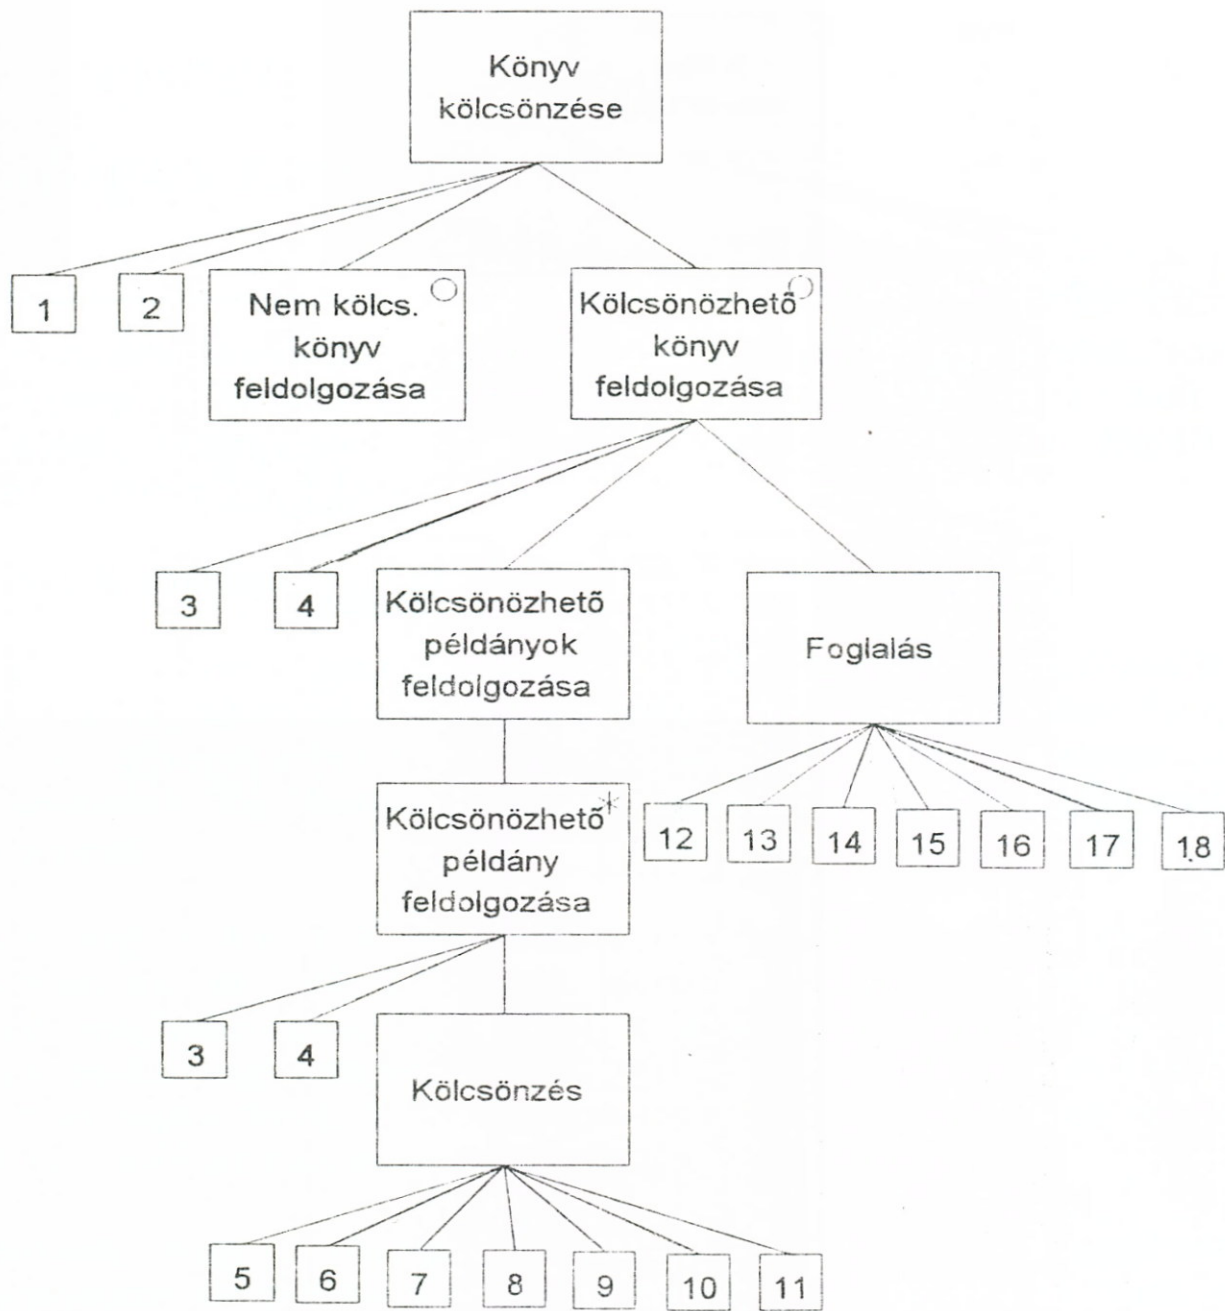 Könyv
kölcsönzése
1
2
Nem kölcs.
könyv
feldolgozása
Kölcsönözhető
könyv
feldolgozása
3
4
Kölcsönözhető
példányok
feldolgozása
Foglalás
Kölcsönözhető*
példány
feldolgozása
12
13
14
15
16
17
18
3
4
Kölcsönzés
5
6
7
8
9
10
11